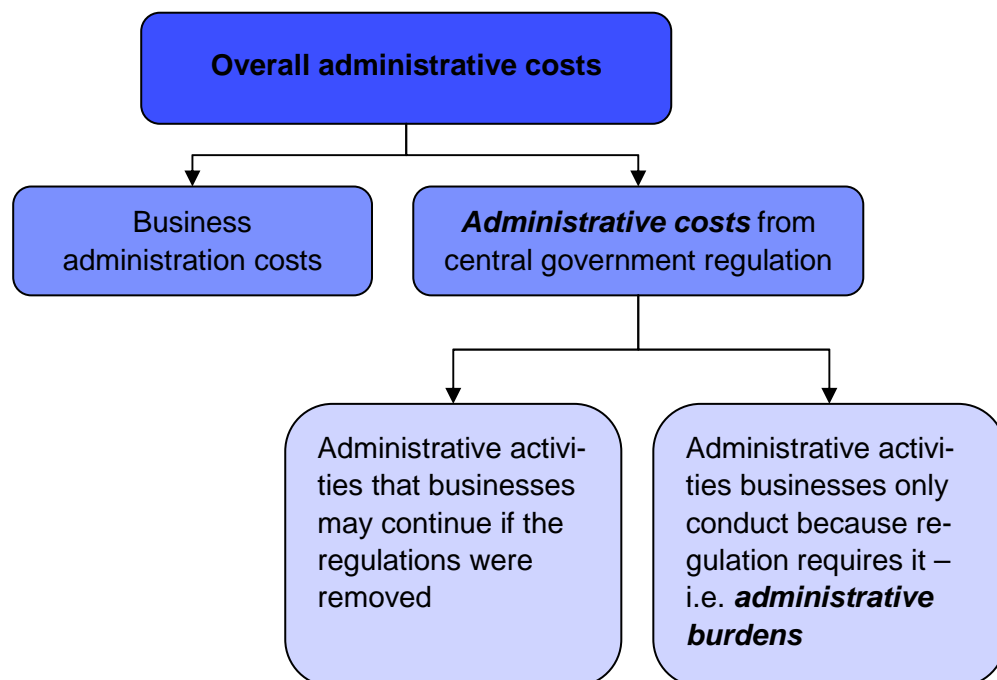 Overall administrative costs
Business
administration costs
Administrative costs from
central government regulation
Administrative activi-
ties that businesses
may continue if the
regulations were
removed
Administrative activi-
ties businesses only
conduct because re-
gulation requires it –
i.e. administrative
burdens